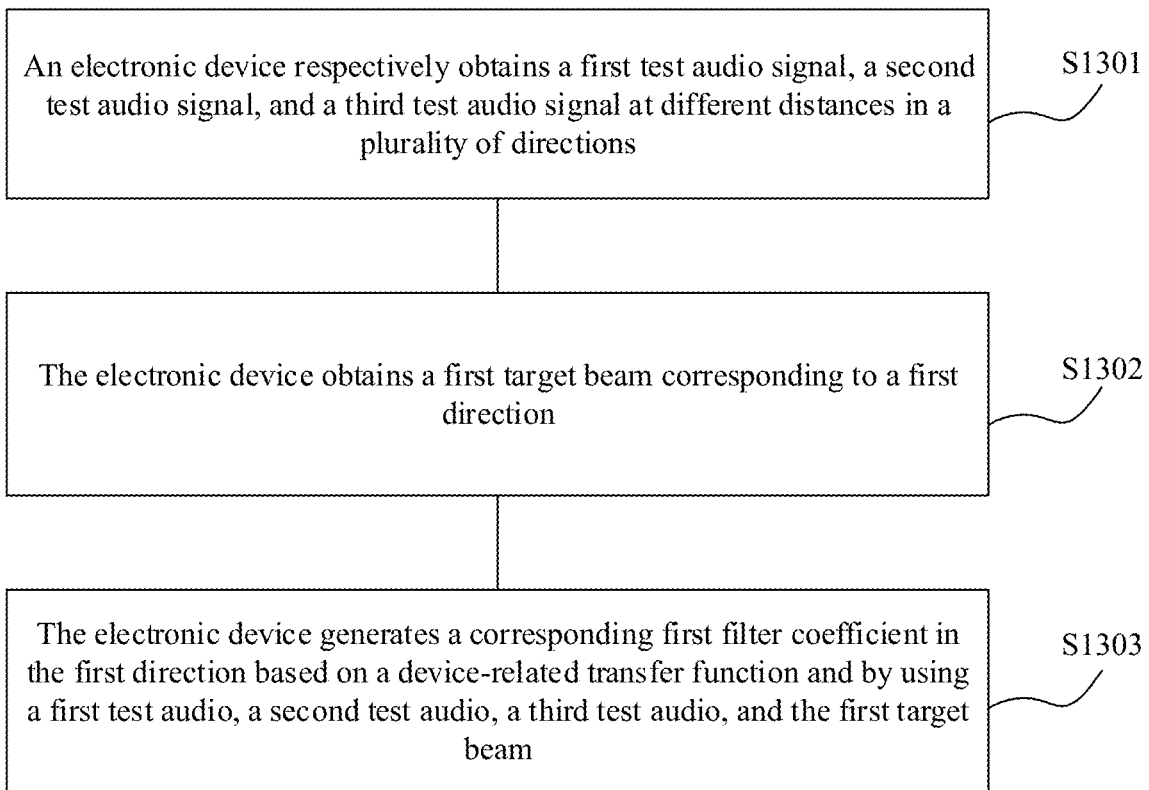 An electronic device respectively obtains a first test audio signal, a second
test audio signal, and a third test audio signal at different distances in a
plurality of directions
S1301
The electronic device obtains a first target beam corresponding to a first
direction
S1302
The electronic device generates a corresponding first filter coefficient in
the first direction based on a device-related transfer function and by using
a first test audio, a second test audio, a third test audio, and the first target
beam
S1303